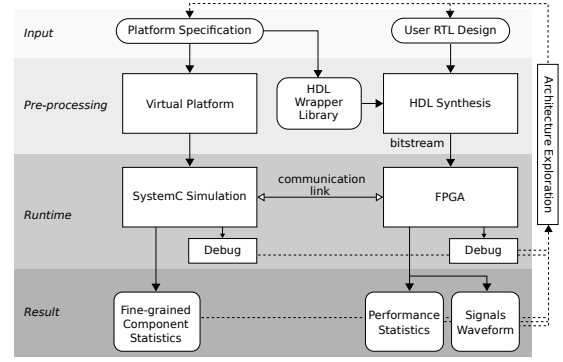 Input
Platform Specification
User RTL Design
Pre-processing
Virtual Platform
HDL
Wrapper
Library
HDL Synthesis
bitstream
Architecture Exploration
Runtime
SystemC Simulation
communication
link
FPGA
Debug
Debug
Result
Fine-grained
Component
Statistics
Performance
Statistics
Signals
Waveform